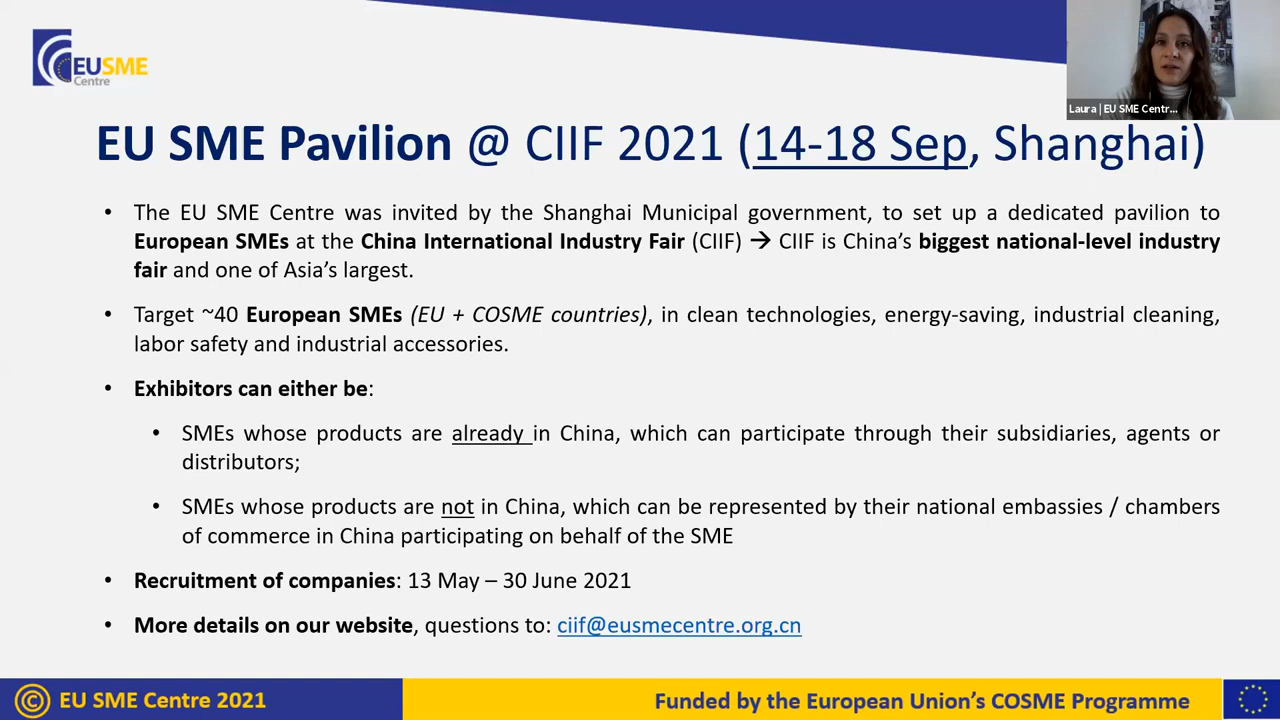 EUSME
Centre
Laura | EU SME Centr...
EU SME Pavilion @ CIIF 2021 (14-18 Sep, Shanghai)
• The EU SME Centre was invited by the Shanghai Municipal government, to set up a dedicated pavilion to
European SMEs at the China International Industry Fair (CIIF) → CIIF is China’s biggest national-level industry
fair and one of Asia’s largest.
• Target ~40 European SMEs (EU + COSME countries), in clean technologies, energy-saving, industrial cleaning,
labor safety and industrial accessories.
• Exhibitors can either be:
• SMEs whose products are already in China, which can participate through their subsidiaries, agents or
distributors;
• SMEs whose products are not in China, which can be represented by their national embassies / chambers
of commerce in China participating on behalf of the SME
• Recruitment of companies: 13 May – 30 June 2021
• More details on our website, questions to: ciif@eusmecentre.org.cn
© EU SME Centre 2021
Funded by the European Union’s COSME Programme